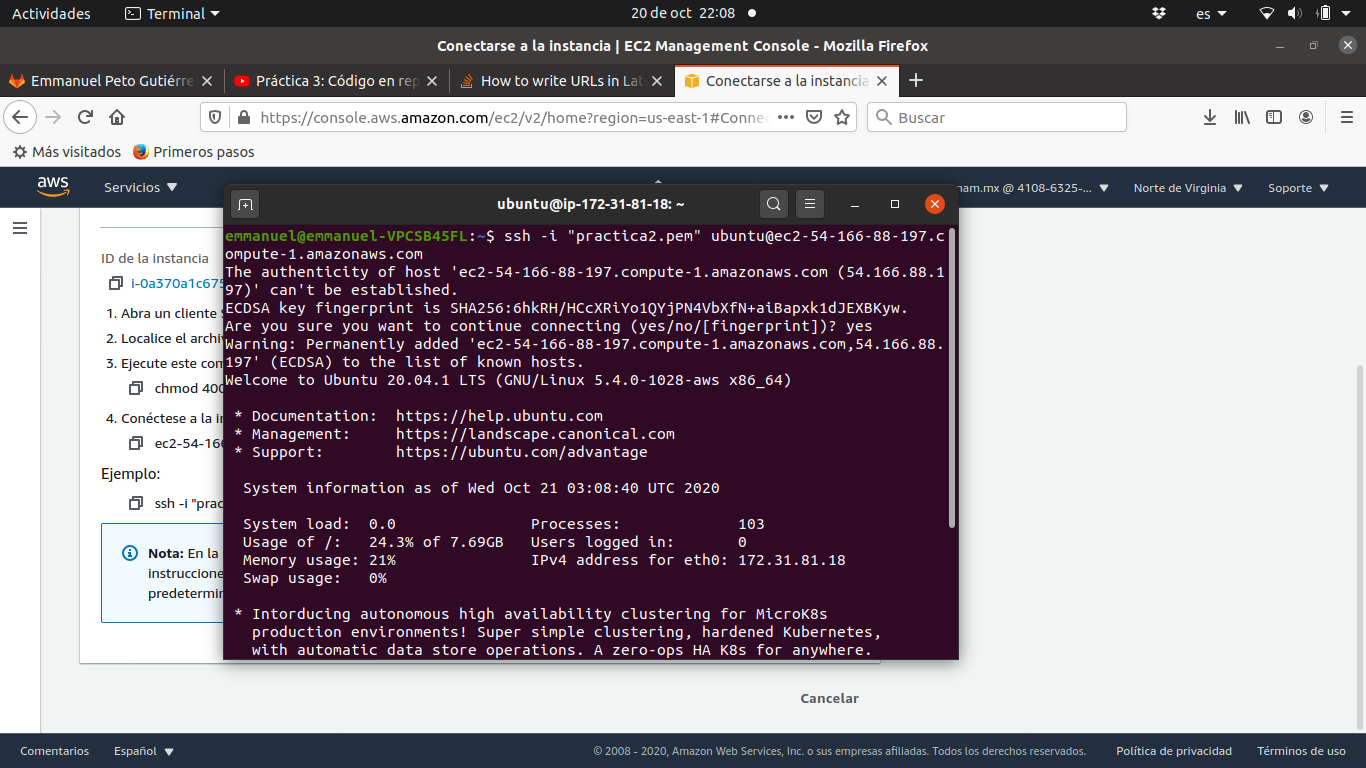 Actividades Terminal 20 de oct 22:08 es
Conectarse a la instancia | EC2 Management Console - Mozilla Firefox
Emmanuel Peto Gutiérre Práctica 3: Código en rep How to write URLs in Lat Conectarse a la instancia
https://console.aws.amazon.com/ec2/v2/home?region=us-east-1#Connec Buscar
Más visitados Primeros pasos
aws Servicios nam.mx @ 4108-6325-... Norte de Virginia Soporte
ubuntu@ip-172-31-81-18: ~
ID de la instancia
i-0a370a1c675
1. Abra un cliente S
2. Localice el archiv
3. Ejecute este com
chmod 400
4. Conéctese a la in
ec2-54-166
Ejemplo:
ssh -i "prac
Nota: En la
instruccione
predetermin
emmanuel@emmanuel-VPCSB45FL:~$ ssh -i "practica2.pem" ubuntu@ec2-54-166-88-197.c
ompute-1.amazonaws.com
The authenticity of host 'ec2-54-166-88-197.compute-1.amazonaws.com (54.166.88.1
97)' can't be established.
ECDSA key fingerprint is SHA256:6hkRH/HCcXRiYo1QYjPN4VbXfN+aiBapxk1dJEXBKyw.
Are you sure you want to continue connecting (yes/no/[fingerprint])? yes
Warning: Permanently added 'ec2-54-166-88-197.compute-1.amazonaws.com,54.166.88.
197' (ECDSA) to the list of known hosts.
Welcome to Ubuntu 20.04.1 LTS (GNU/Linux 5.4.0-1028-aws x86_64)
* Documentation: https://help.ubuntu.com
* Management: https://landscape.canonical.com
* Support: https://ubuntu.com/advantage
System information as of Wed Oct 21 03:08:40 UTC 2020
System load: 0.0 Processes: 103
Usage of /: 24.3% of 7.69GB Users logged in: 0
Memory usage: 21% IPv4 address for eth0: 172.31.81.18
Swap usage: 0%
* Intorducing autonomous high availability clustering for MicroK8s
production environments! Super simple clustering, hardened Kubernetes,
with automatic data store operations. A zero-ops HA K8s for anywhere.
Cancelar
Comentarios Español © 2008 - 2020, Amazon Web Services, Inc. o sus empresas afiliadas. Todos los derechos reservados. Política de privacidad Términos de uso